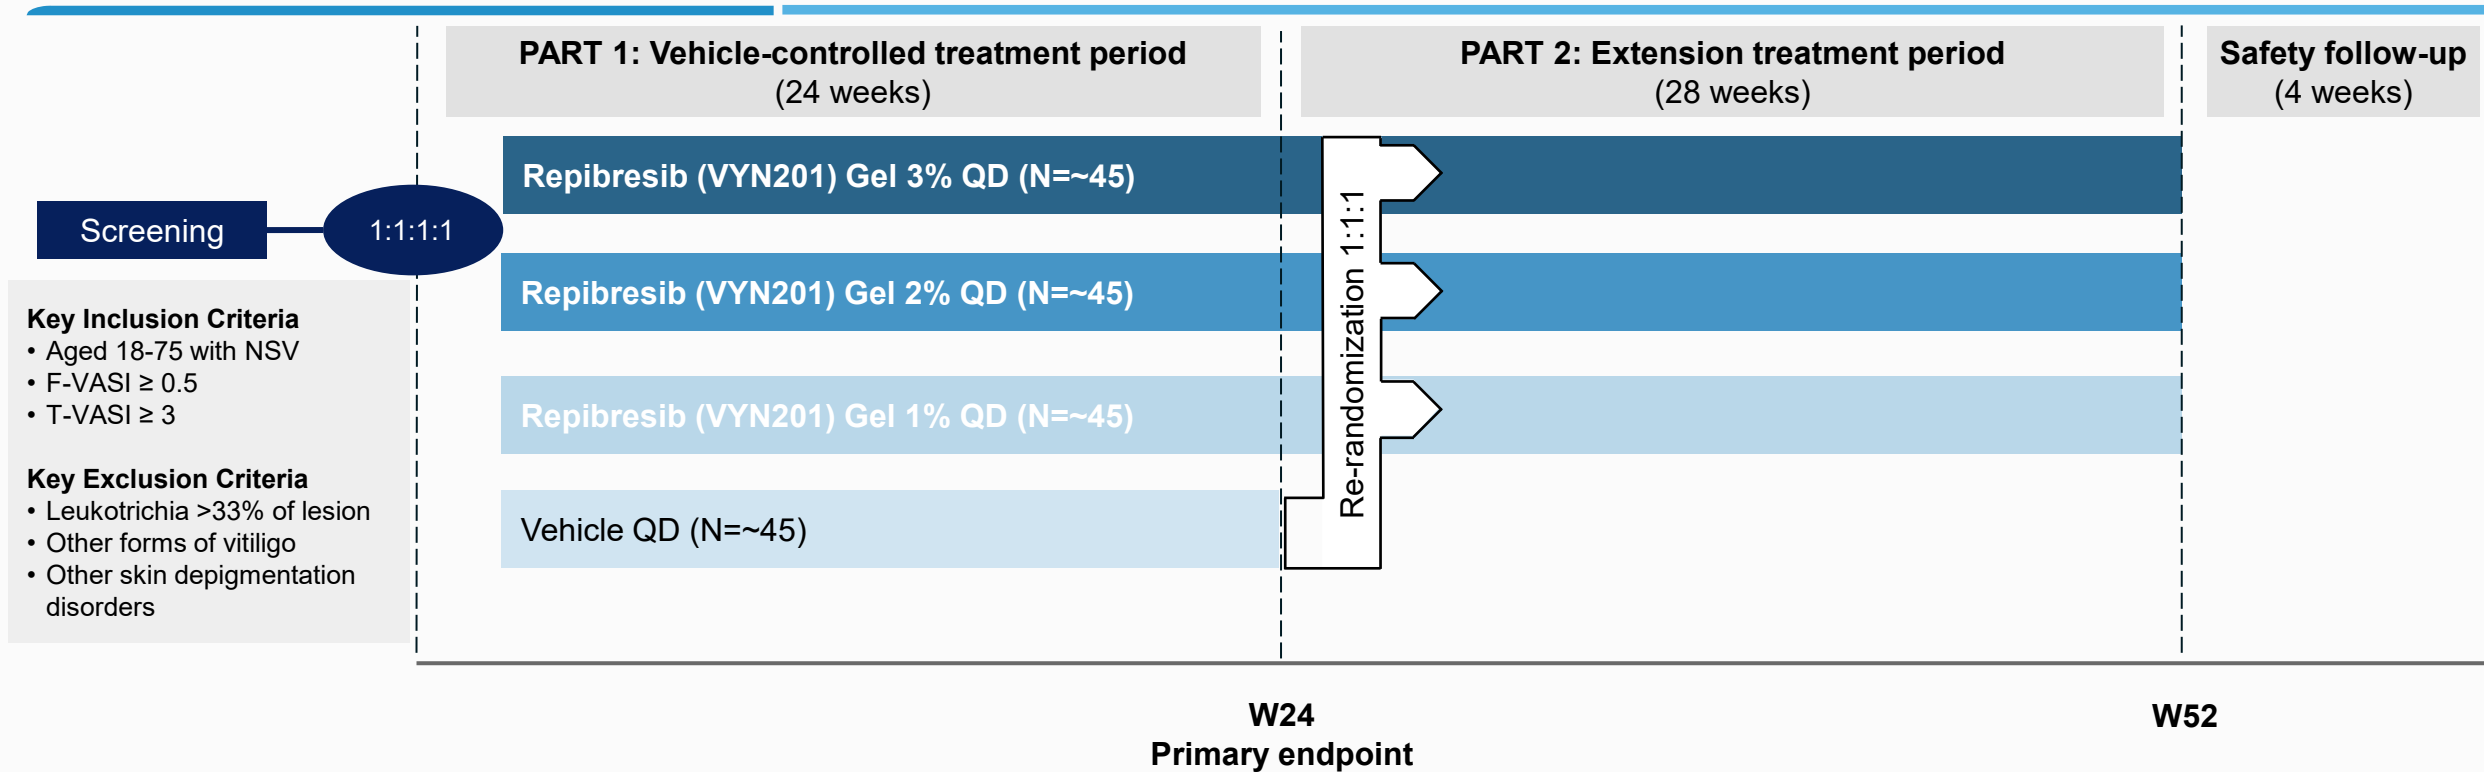 PART 1: Vehicle-controlled treatment period
(24 weeks)
PART 2: Extension treatment period
(28 weeks)
Safety follow-up
(4 weeks)
Screening
1:1:1:1
Repibresib (VYN201) Gel 3% QD (N=~45)
Repibresib (VYN201) Gel 2% QD (N=~45)
Repibresib (VYN201) Gel 1% QD (N=~45)
Vehicle QD (N=~45)
Re-randomization 1:1:1
Key Inclusion Criteria
• Aged 18-75 with NSV
• F-VASI ≥ 0.5
• T-VASI ≥ 3
Key Exclusion Criteria
• Leukotrichia >33% of lesion
• Other forms of vitiligo
• Other skin depigmentation
disorders
W24
Primary endpoint
W52